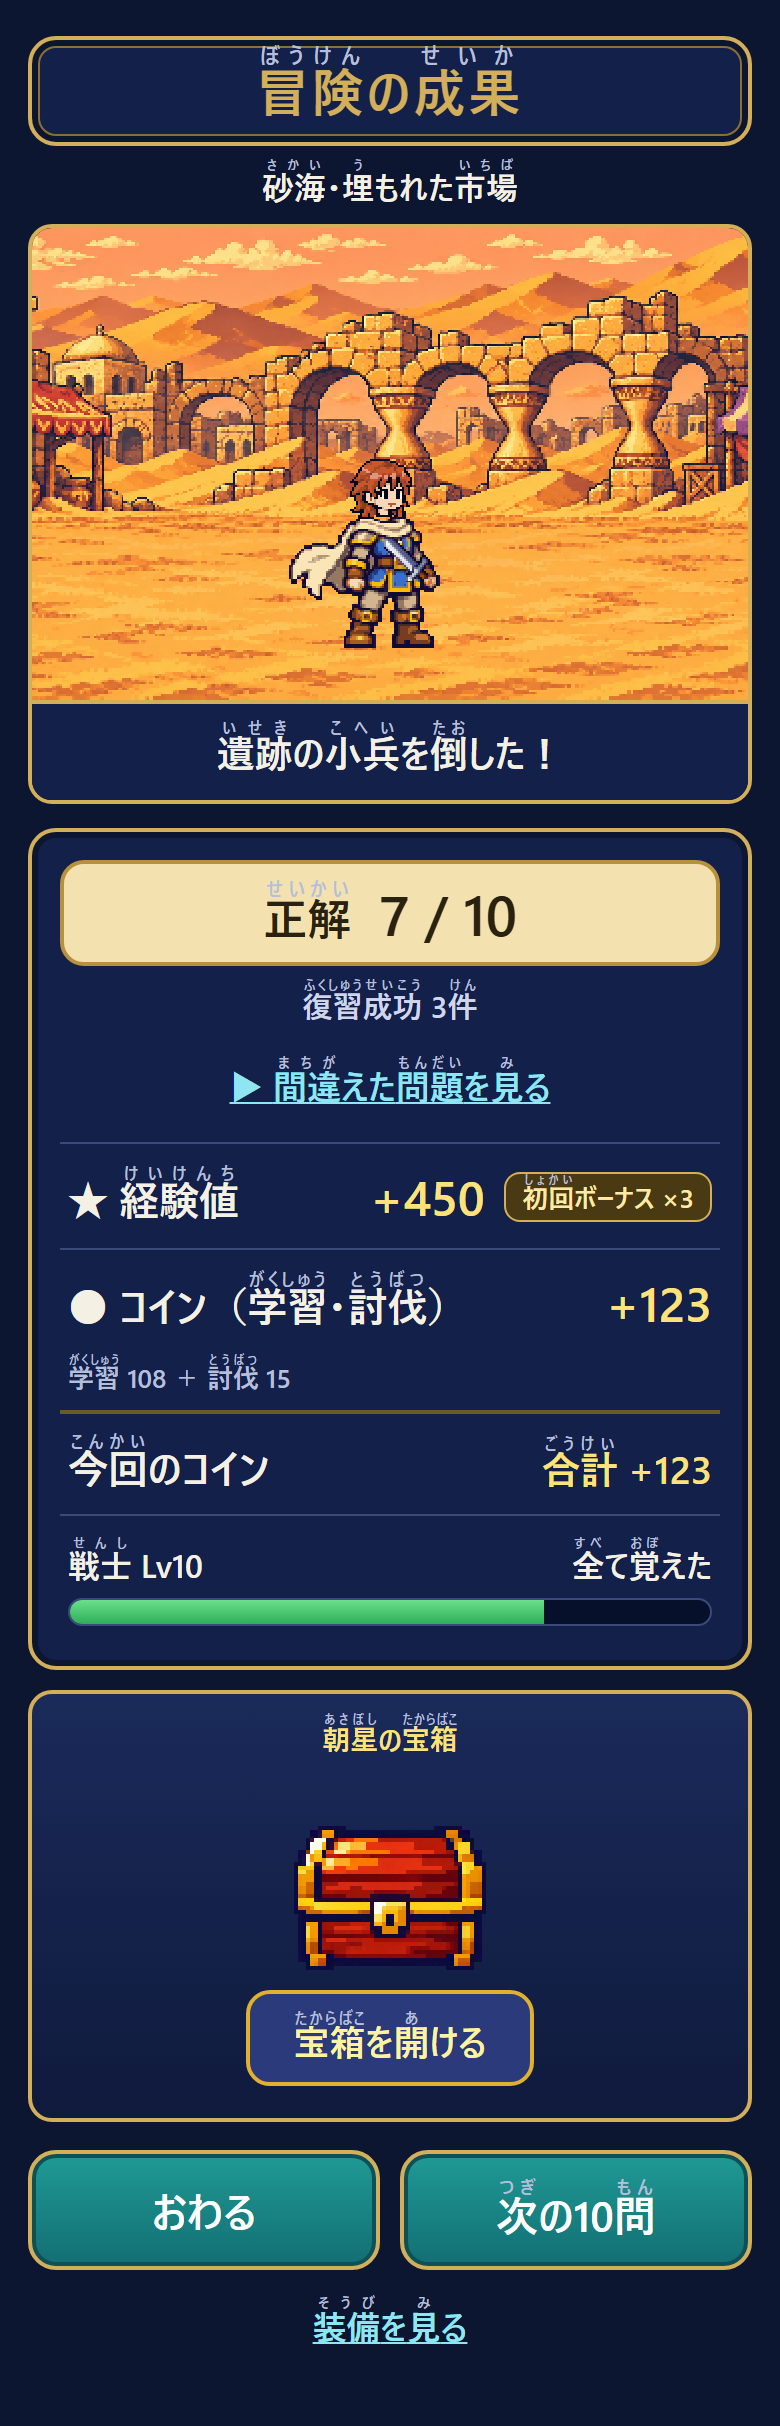 ぼうけん せいか
冒険の成果
さかい う いちば
砂海・埋もれた市場
いせき こへい たお
遺跡の小兵を倒した！
せいかい
正解 7 / 10
ふくしゅうせいこう けん
復習成功 3件
まちが もんだい み
▶ 間違えた問題を見る
けいけんち しょかい
★ 経験値 +450 初回ボーナス ×3
がくしゅう とうばつ
● コイン（学習・討伐） +123
がくしゅう とうばつ
学習 108 ＋ 討伐 15
こんかい ごうけい
今回のコイン 合計 +123
せんし すべ おぼ
戦士 Lv10 全て覚えた
あさぼし たからばこ
朝星の宝箱
たからばこ あ
宝箱を開ける
つぎ もん
おわる 次の10問
そうび み
装備を見る